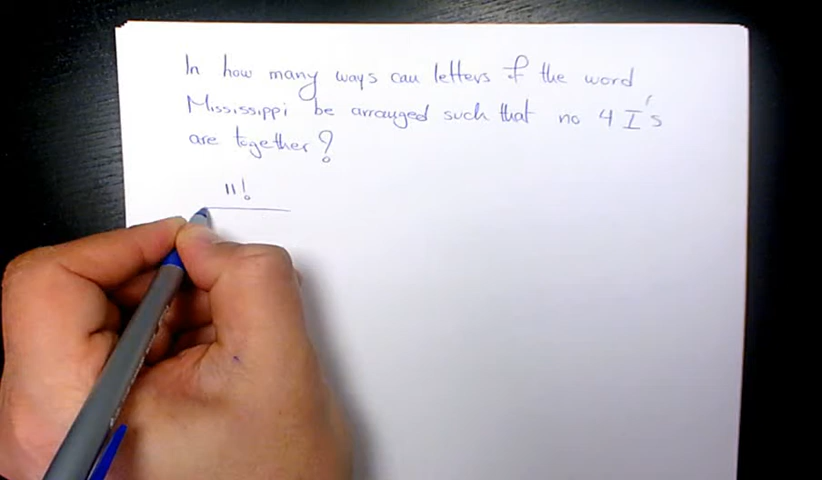 In how many ways can letters of the word
Mississippi be arranged such that no 4 I's
are together?
11!